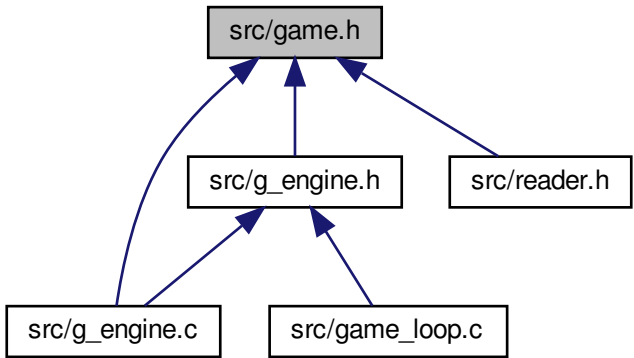 src/game.h
src/g_engine.h
src/reader.h
src/g_engine.c
src/game_loop.c